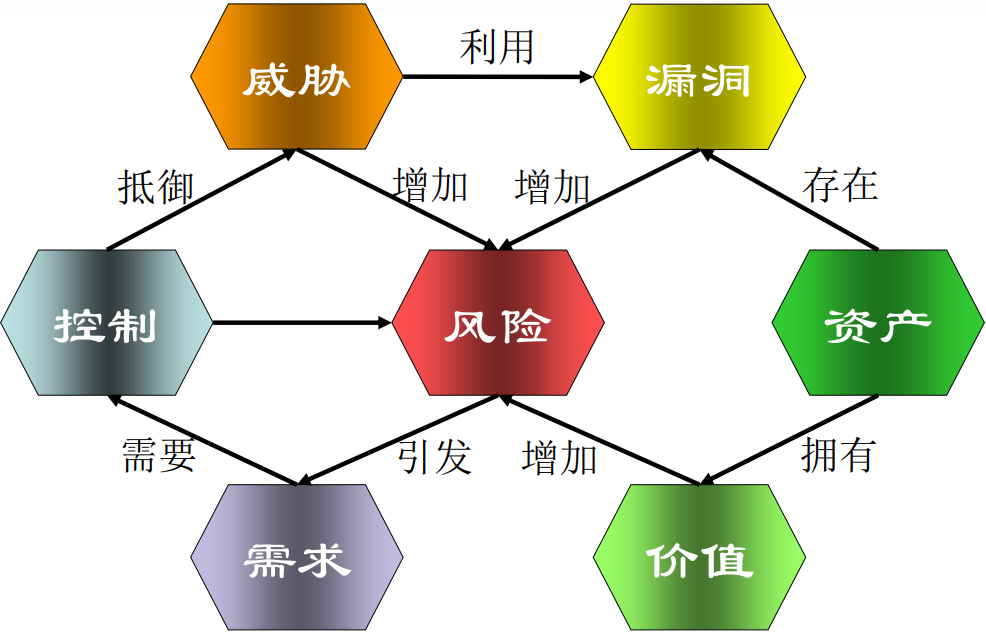 利用
威胁
漏洞
抵御
增加
增加
存在
控制
风险
资产
需要
引发
增加
拥有
需求
价值